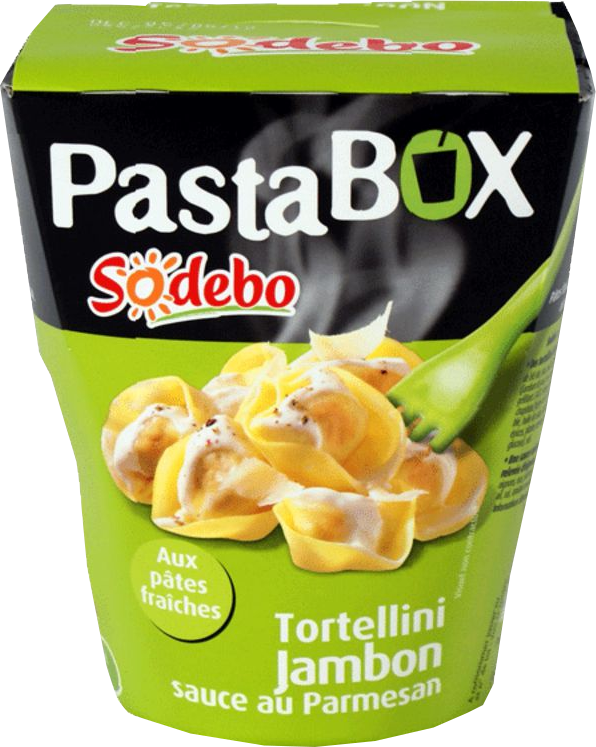 Sodebo
PastaBOX
Sodebo
Aux
pâtes
fraîches
Tortellini
Jambon
sauce au Parmesan